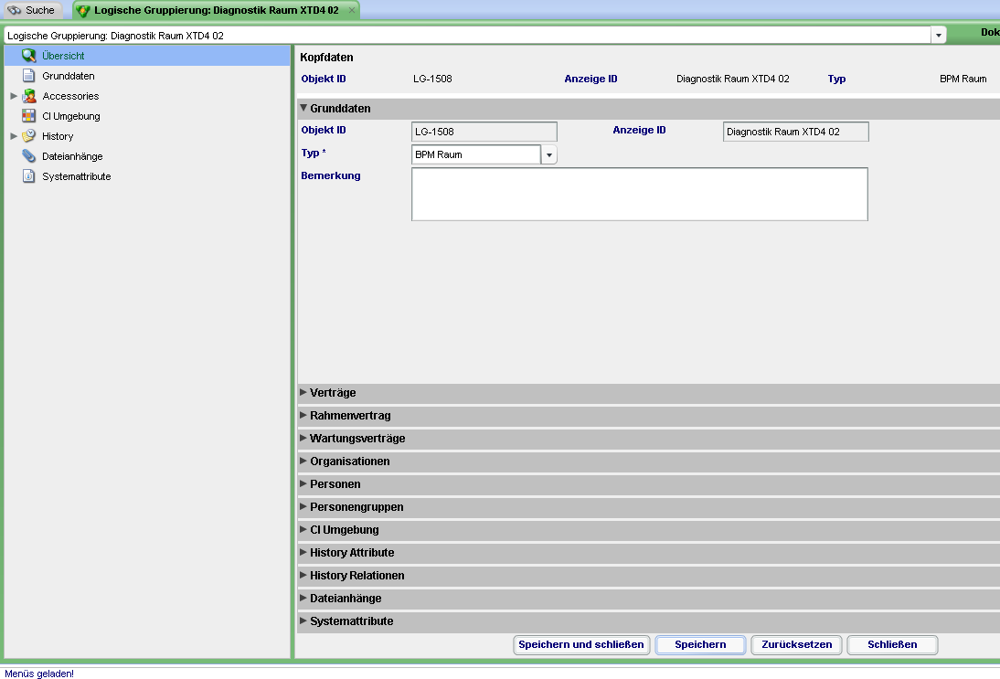 Suche
Logische Gruppierung: Diagnostik Raum XTD4 02
Logische Gruppierung: Diagnostik Raum XTD4 02
Dok
Übersicht
Grunddaten
Accessories
CI Umgebung
History
Dateianhänge
Systemattribute
Kopfdaten
Objekt ID LG-1508 Anzeige ID Diagnostik Raum XTD4 02 Typ BPM Raum
Grunddaten
Objekt ID LG-1508 Anzeige ID Diagnostik Raum XTD4 02
Typ * BPM Raum
Bemerkung
Verträge
Rahmenvertrag
Wartungsverträge
Organisationen
Personen
Personengruppen
CI Umgebung
History Attribute
History Relationen
Dateianhänge
Systemattribute
Speichern und schließen Speichern Zurücksetzen Schließen
Menüs geladen!